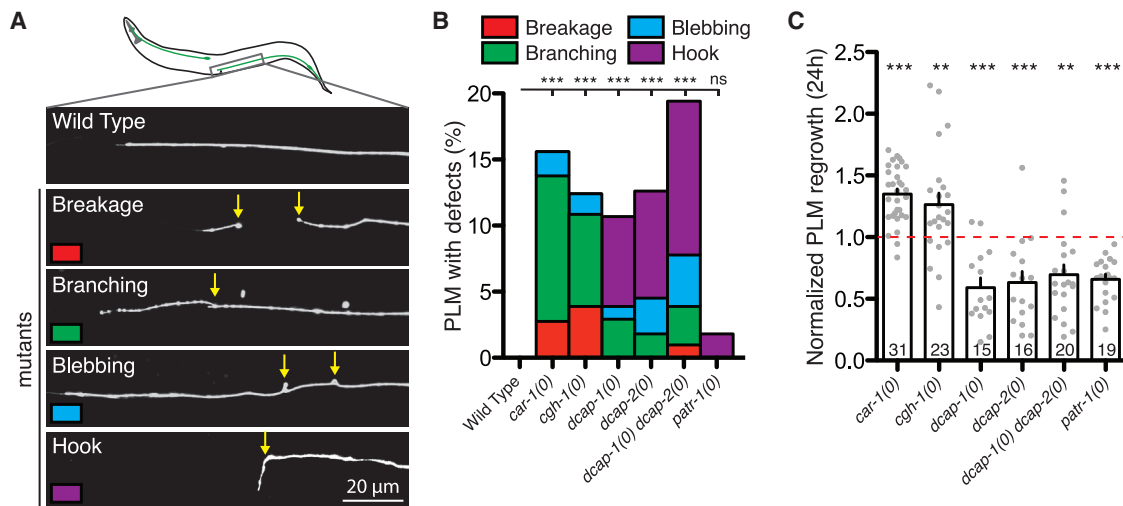 A
Wild Type
Breakage
Branching
Blebbing
Hook
20 µm
mutants
B
Breakage
Blebbing
Branching
Hook
*** *** *** *** *** ns
PLM with defects (%)
20
15
10
5
0
Wild Type
car-1(0)
cgh-1(0)
dcap-1(0)
dcap-2(0)
dcap-1(0) dcap-2(0)
patr-1(0)
C
Normalized PLM regrowth (24h)
2.5
2.0
1.5
1.0
0.5
0.0
*** ** *** *** ** ***
31 23 15 16 20 19
car-1(0)
cgh-1(0)
dcap-1(0)
dcap-2(0)
dcap-1(0) dcap-2(0)
patr-1(0)